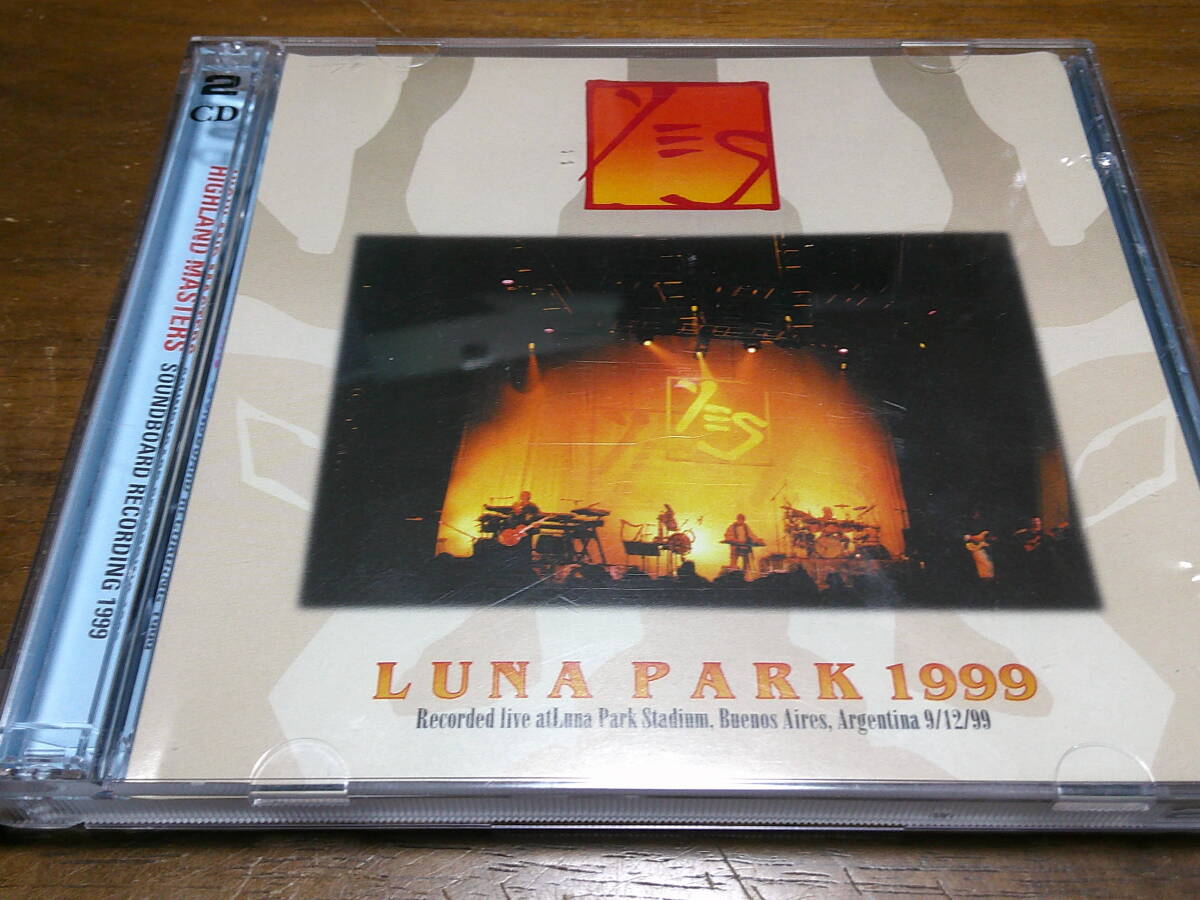 2
CD
HIGHLAND MASTERS SOUNDBOARD RECORDING 1999
YES
YES
LUNA PARK 1999
Recorded live atLuna Park Stadium, Buenos Aires, Argentina 9/12/99